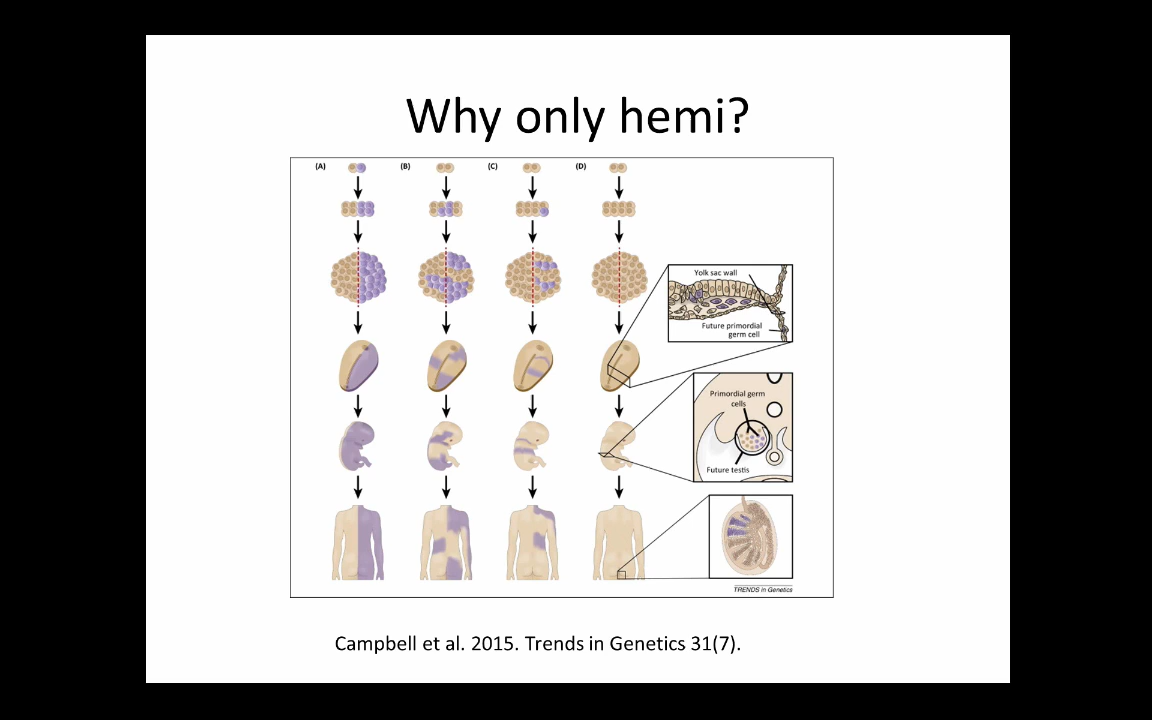 Why only hemi?
(A)
(B)
(C)
(D)
Yolk sac wall
Future primordial
germ cell
Primordial germ
cells
Future testis
TRENDS in Genetics
Campbell et al. 2015. Trends in Genetics 31(7).